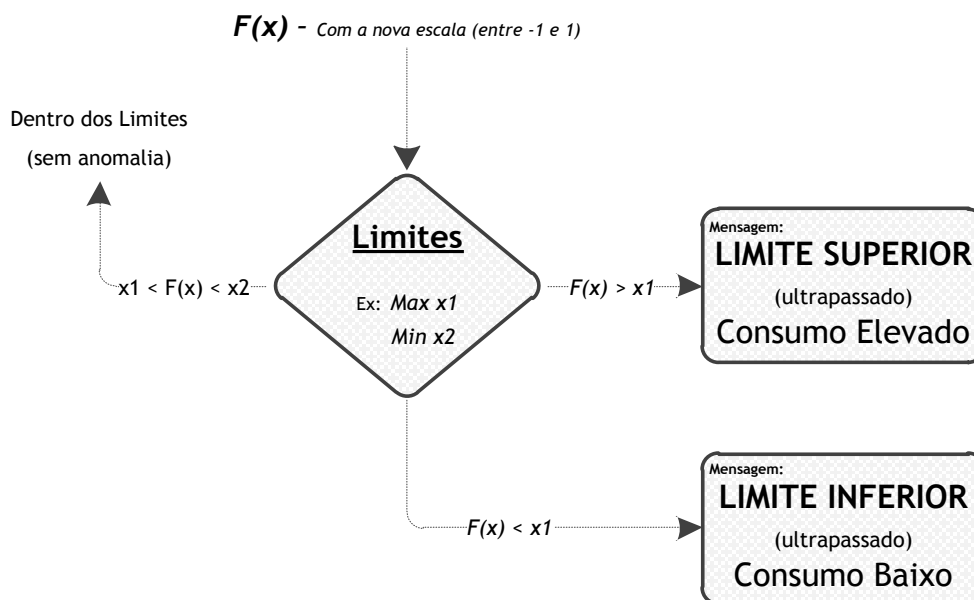 F(x) - Com a nova escala (entre -1 e 1)
Dentro dos Limites
(sem anomalia)
x1 < F(x) < x2
Limites
Ex: Max x1
Min x2
F(x) > x1
Mensagem:
LIMITE SUPERIOR
(ultrapassado)
Consumo Elevado
F(x) < x1
Mensagem:
LIMITE INFERIOR
(ultrapassado)
Consumo Baixo